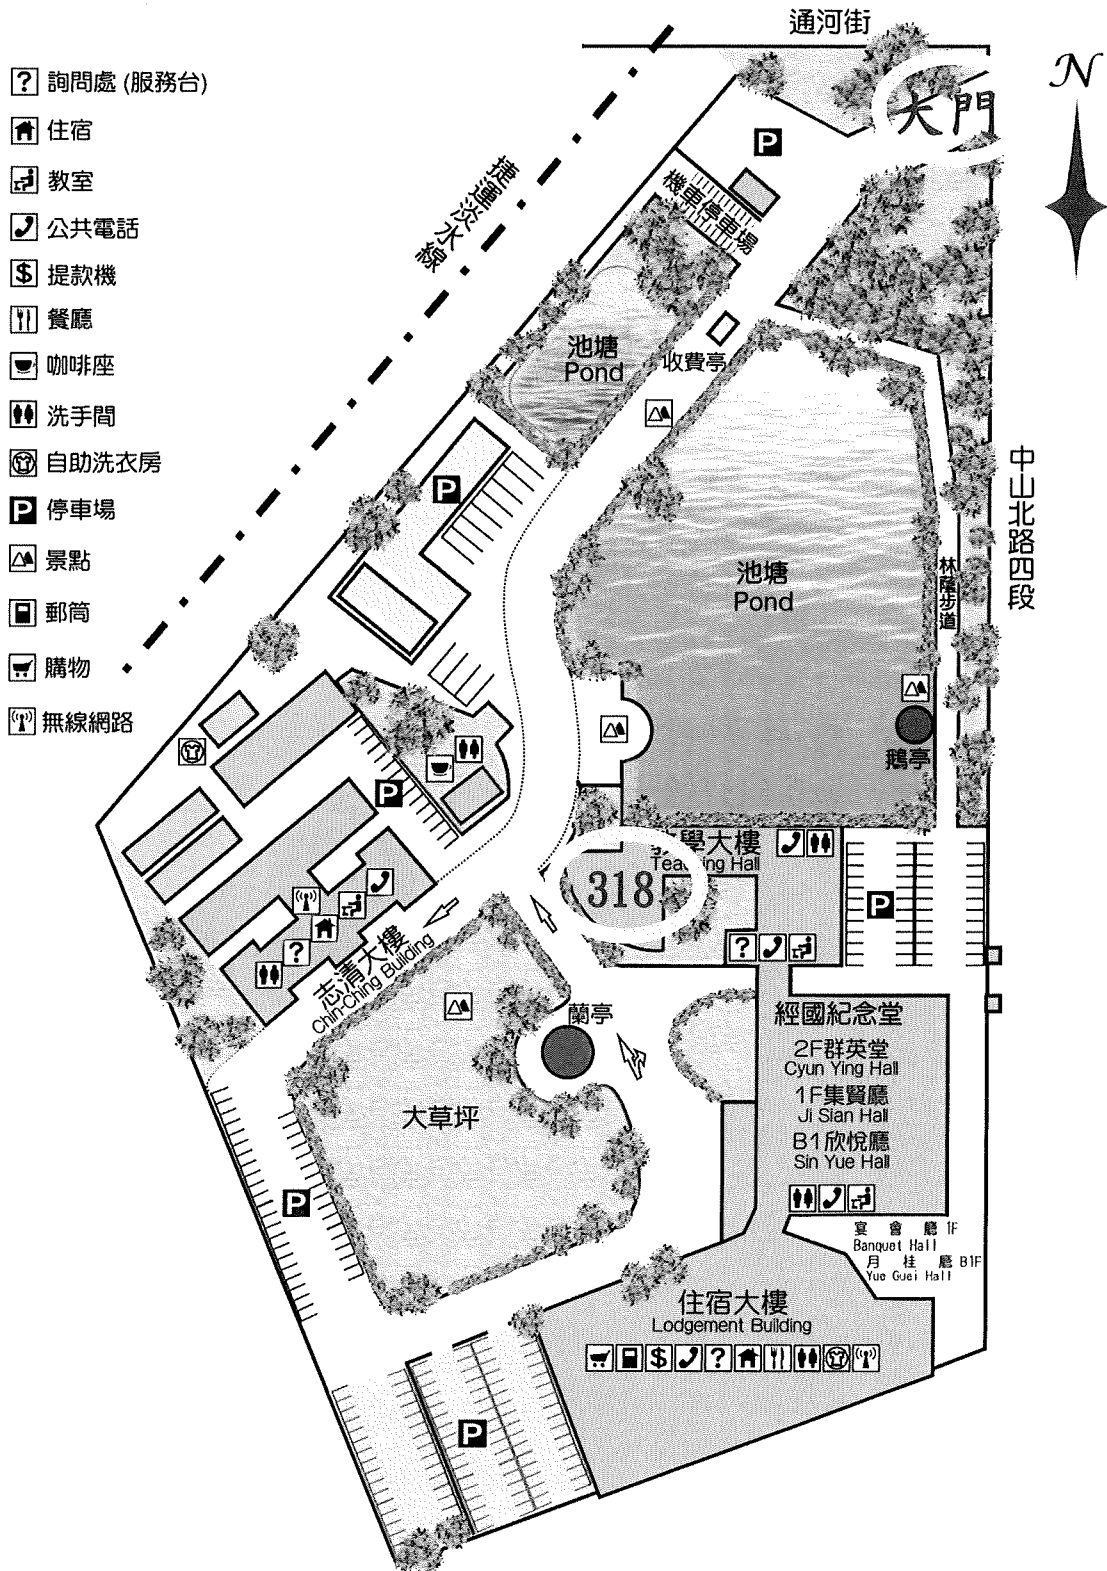 通河街
N
大門
? 詢問處 (服務台)
住宿
教室
公共電話
$ 提款機
餐廳
咖啡座
洗手間
自助洗衣房
P 停車場
景點
郵筒
購物
無線網路
捷運淡水線
P
機車停車場
收費亭
池塘
Pond
P
池塘
Pond
中山北路四段
林蔭步道
鵝亭
P
教學大樓
Teaching Hall
318
P
?
?
志清大樓
Chin-Ching Building
蘭亭
大草坪
經國紀念堂
2F群英堂
Cyun Ying Hall
1F集賢廳
Ji Sian Hall
B1欣悅廳
Sin Yue Hall
P
宴會廳 1F
Banquet Hall
月桂廳 B1F
Yue Guei Hall
住宿大樓
Lodgement Building
$ ?
P